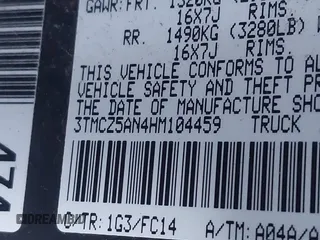 GAWR:FRT. 1320KG
16X7J RIMS.
RR. 1490KG (3280LB) W
16X7J RIMS.
THIS VEHICLE CONFORMS TO AL
VEHICLE SAFETY AND THEFT P
THE DATE OF MANUFACTURE SHO
3TMCZ5AN4HM104459 TRUCK
C/TR: 1G3/FC14 A/TM: A04A/A
DREAMBID